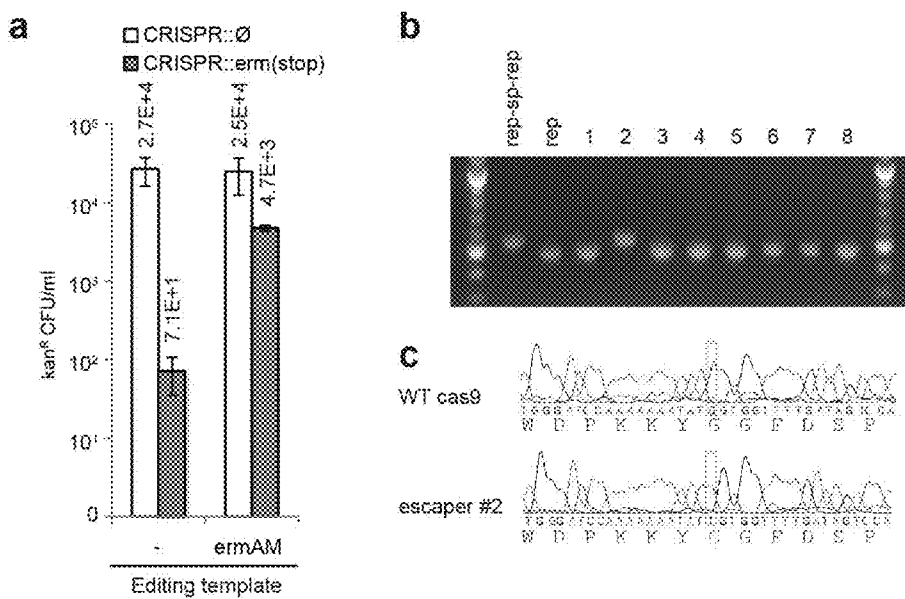 a
CRISPR::Ø
CRISPR::erm(stop)
kanᴿ CFU/ml
10⁵
10⁴
10³
10²
10¹
0
2.7E+4
7.1E+1
2.5E+4
4.7E+3
- ermAM
Editing template
b
rep-sp-rep
rep
1 2 3 4 5 6 7 8
c
WT cas9
W D P K K Y G G F D S P
escaper #2
W D P K K Y C G F D S P